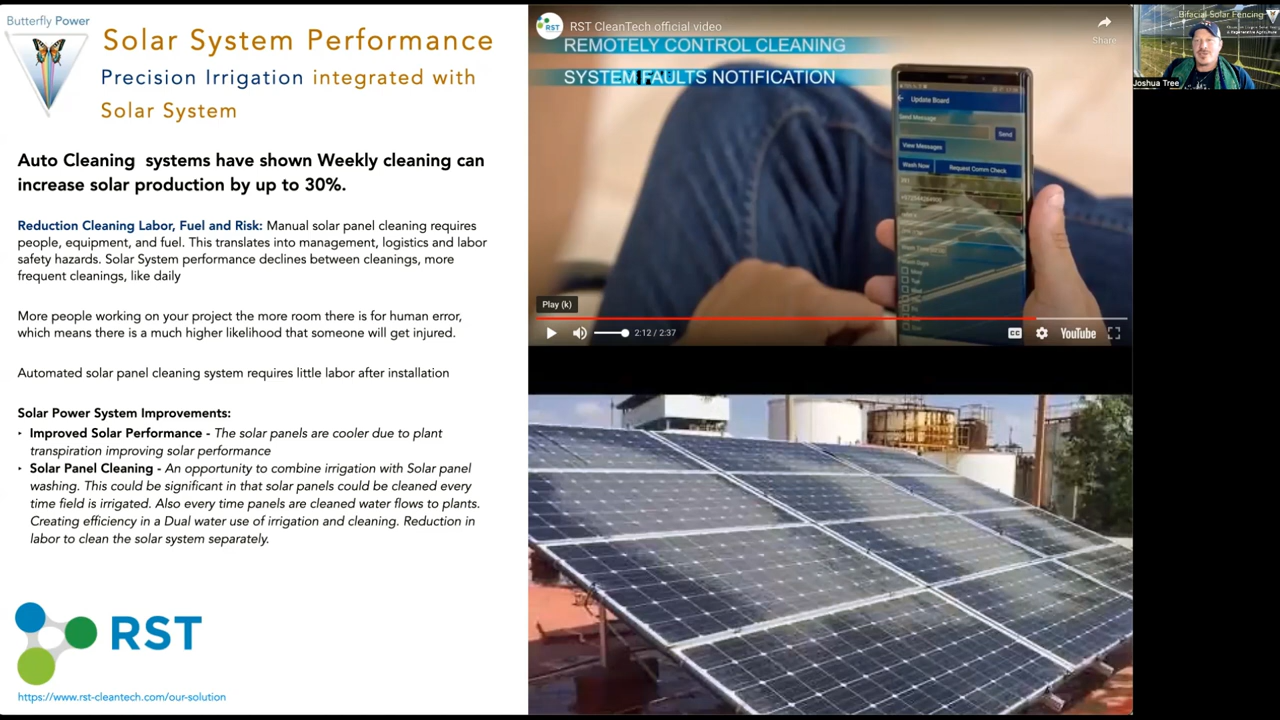 Butterfly Power
Solar System Performance
Precision Irrigation integrated with
Solar System
Auto Cleaning systems have shown Weekly cleaning can
increase solar production by up to 30%.
Reduction Cleaning Labor, Fuel and Risk: Manual solar panel cleaning requires
people, equipment, and fuel. This translates into management, logistics and labor
safety hazards. Solar System performance declines between cleanings, more
frequent cleanings, like daily
More people working on your project the more room there is for human error,
which means there is a much higher likelihood that someone will get injured.
Automated solar panel cleaning system requires little labor after installation
Solar Power System Improvements:
‣ Improved Solar Performance - The solar panels are cooler due to plant
transpiration improving solar performance
‣ Solar Panel Cleaning - An opportunity to combine irrigation with Solar panel
washing. This could be significant in that solar panels could be cleaned every
time field is irrigated. Also every time panels are cleaned water flows to plants.
Creating efficiency in a Dual water use of irrigation and cleaning. Reduction in
labor to clean the solar system separately.
RST
https://www.rst-cleantech.com/our-solution
RST
RST CleanTech official video
Share
REMOTELY CONTROL CLEANING
SYSTEM FAULTS NOTIFICATION
Update Board
Send Message
Send
View Messages
Wash Now
Request Comm Check
Play (k)
2:12 / 2:37
CC
YouTube
Bifacial Solar Fencing
Joshua Tree